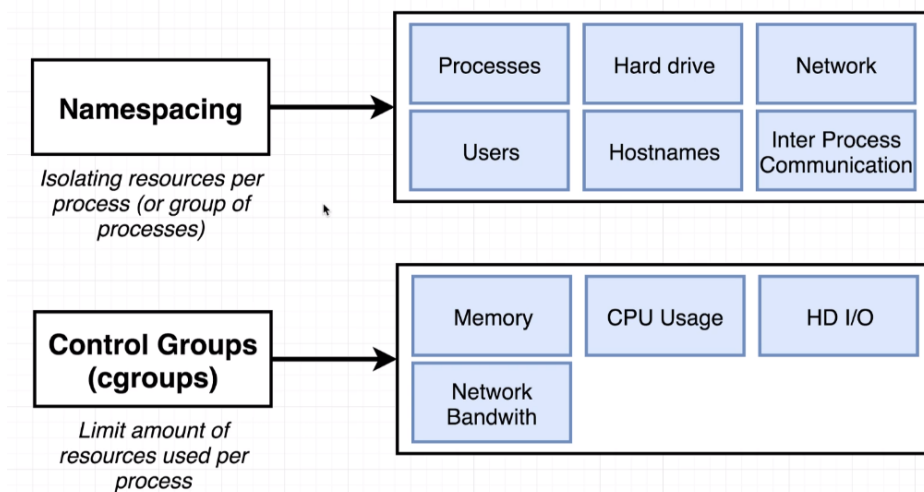 Namespacing
Isolating resources per
process (or group of
processes)
Processes
Hard drive
Network
Users
Hostnames
Inter Process
Communication
Control Groups
(cgroups)
Limit amount of
resources used per
process
Memory
CPU Usage
HD I/O
Network
Bandwith